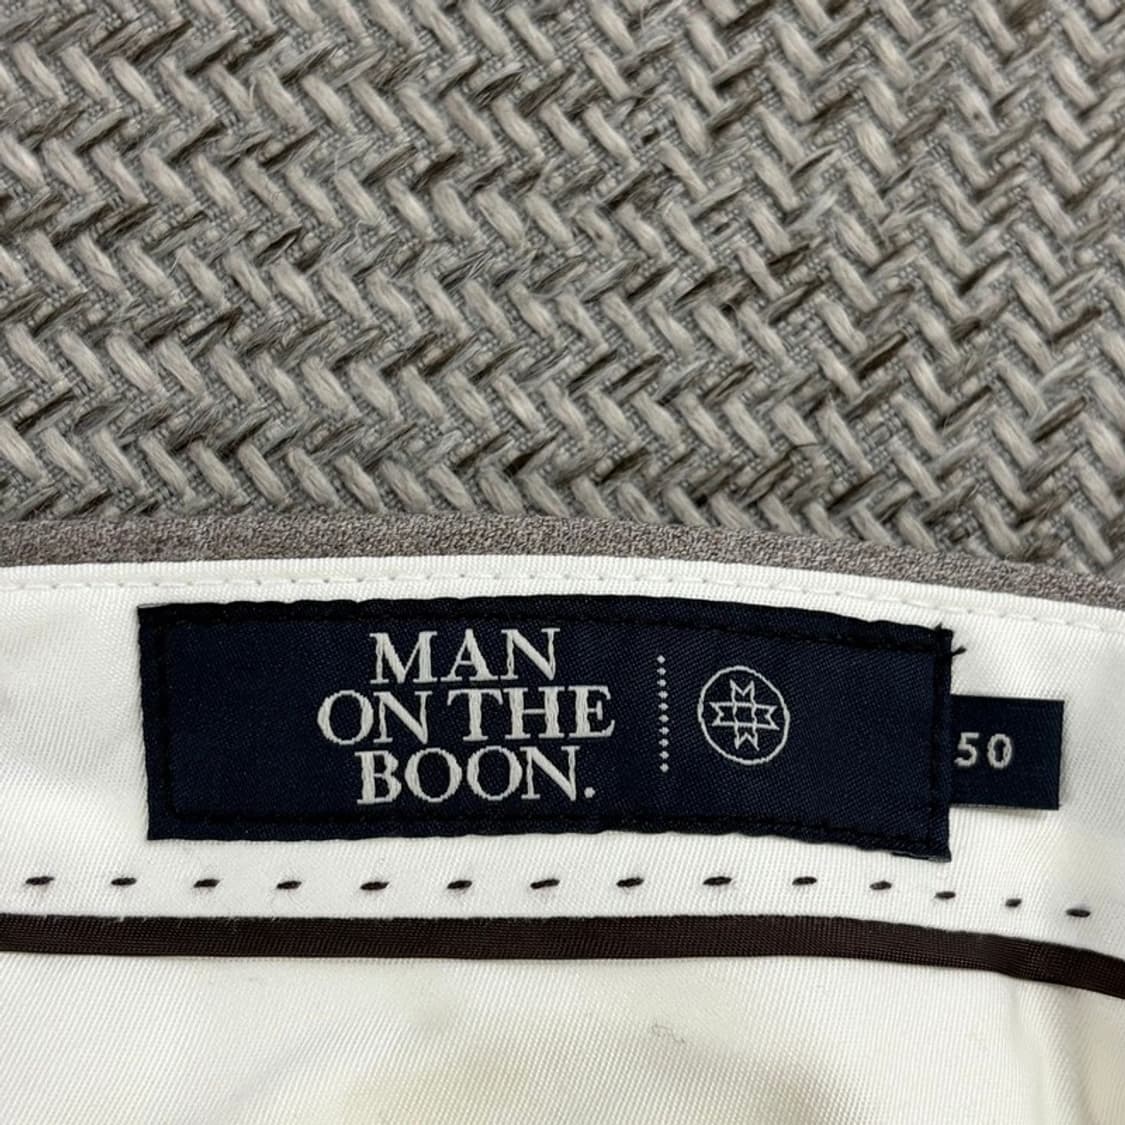 MAN
ON THE
BOON.
50